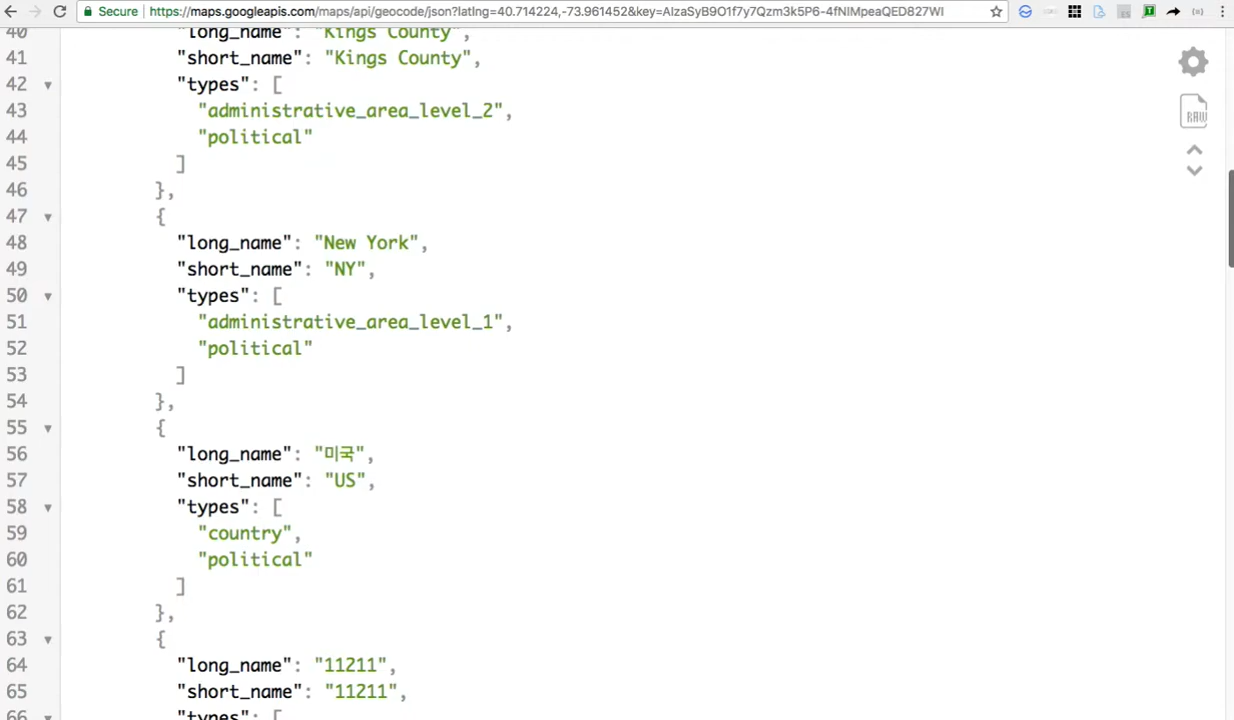 Secure https://maps.googleapis.com/maps/api/geocode/json?latlng=40.714224,-73.961452&key=AIzaSyB9O1f7y7Qzm3k5P6-4fNIMpeaQED827WI
40 "long_name": "Kings County",
41 "short_name": "Kings County",
42 "types": [
43 "administrative_area_level_2",
44 "political"
45 ]
46 },
47 {
48 "long_name": "New York",
49 "short_name": "NY",
50 "types": [
51 "administrative_area_level_1",
52 "political"
53 ]
54 },
55 {
56 "long_name": "미국",
57 "short_name": "US",
58 "types": [
59 "country",
60 "political"
61 ]
62 },
63 {
64 "long_name": "11211",
65 "short_name": "11211",
66 "types": [
RAW